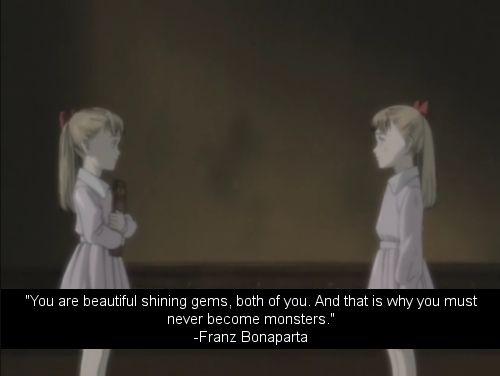 "You are beautiful shining gems, both of you. And that is why you must
never become monsters."
-Franz Bonaparta